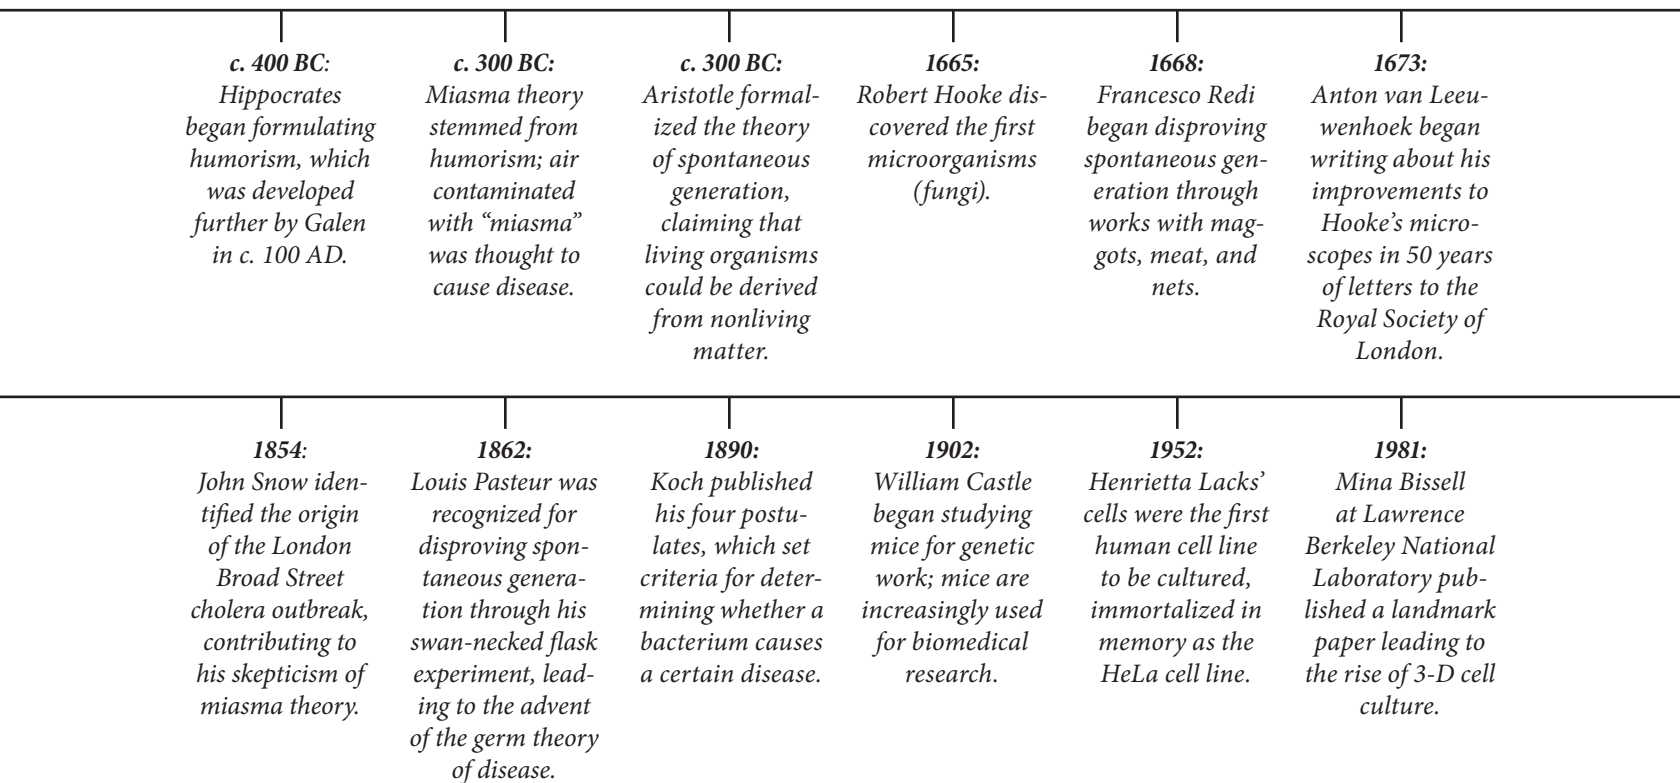 c. 400 BC:
Hippocrates
began formulating
humorism, which
was developed
further by Galen
in c. 100 AD.
c. 300 BC:
Miasma theory
stemmed from
humorism; air
contaminated
with “miasma”
was thought to
cause disease.
c. 300 BC:
Aristotle formal-
ized the theory
of spontaneous
generation,
claiming that
living organisms
could be derived
from nonliving
matter.
1665:
Robert Hooke dis-
covered the first
microorganisms
(fungi).
1668:
Francesco Redi
began disproving
spontaneous gen-
eration through
works with mag-
gots, meat, and
nets.
1673:
Anton van Leeu-
wenhoek began
writing about his
improvements to
Hooke’s micro-
scopes in 50 years
of letters to the
Royal Society of
London.
1854:
John Snow iden-
tified the origin
of the London
Broad Street
cholera outbreak,
contributing to
his skepticism of
miasma theory.
1862:
Louis Pasteur was
recognized for
disproving spon-
taneous genera-
tion through his
swan-necked flask
experiment, lead-
ing to the advent
of the germ theory
of disease.
1890:
Koch published
his four postu-
lates, which set
criteria for deter-
mining whether a
bacterium causes
a certain disease.
1902:
William Castle
began studying
mice for genetic
work; mice are
increasingly used
for biomedical
research.
1952:
Henrietta Lacks’
cells were the first
human cell line
to be cultured,
immortalized in
memory as the
HeLa cell line.
1981:
Mina Bissell
at Lawrence
Berkeley National
Laboratory pub-
lished a landmark
paper leading to
the rise of 3-D cell
culture.